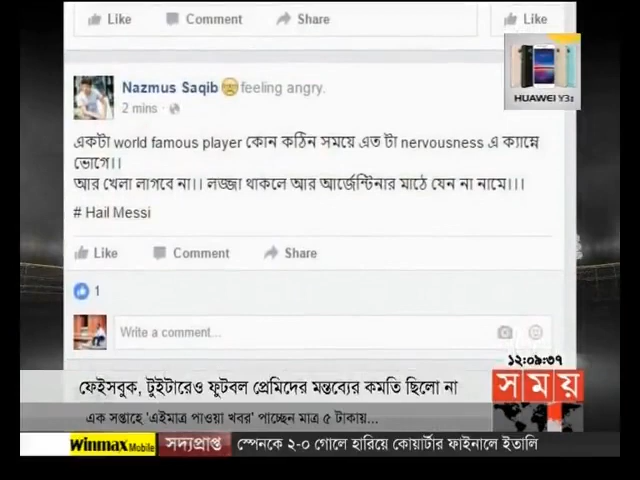 Like Comment Share Like
HUAWEI Y3II
Nazmus Saqib feeling angry.
2 mins
একটা world famous player কোন কঠিন সময়ে এত টা nervousness এ ক্যাম্নে
ভোগে।।
আর খেলা লাগবে না।। লজ্জা থাকলে আর আর্জেন্টিনার মাঠে যেন না নামে।।।
# Hail Messi
Like Comment Share
1
Write a comment...
১২:০৯:৩৭
ফেইসবুক, টুইটারেও ফুটবল প্রেমিদের মন্তব্যের কমতি ছিলো না
সময়
এক সপ্তাহে 'এইমাত্র পাওয়া খবর' পাচ্ছেন মাত্র ৫ টাকায়...
Winmax Mobile সদ্যপ্রাপ্ত স্পেনকে ২-০ গোলে হারিয়ে কোয়ার্টার ফাইনালে ইতালি